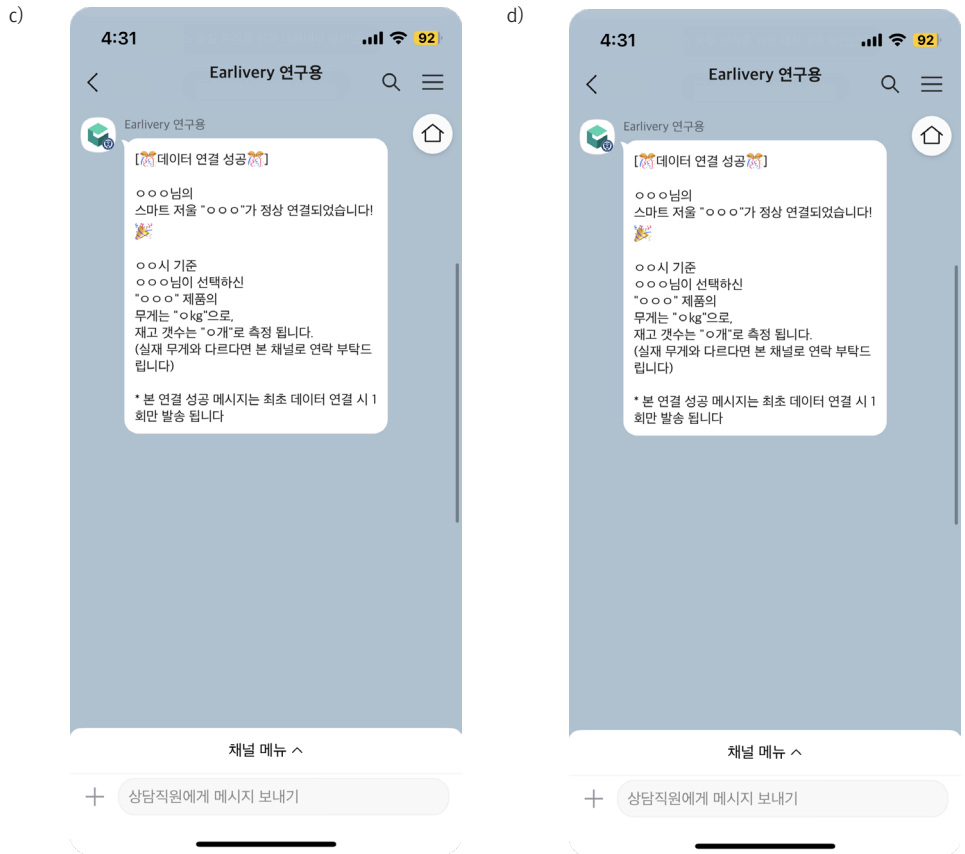 c)
4:31
92
Earlivery 연구용
Earlivery 연구용
[🎊데이터 연결 성공🎊]
ㅇㅇㅇ님의
스마트 저울 "ㅇㅇㅇ"가 정상 연결되었습니다!
🎉
ㅇㅇ시 기준
ㅇㅇㅇ님이 선택하신
"ㅇㅇㅇ" 제품의
무게는 "ㅇkg"으로,
재고 갯수는 "ㅇ개"로 측정 됩니다.
(실재 무게와 다르다면 본 채널로 연락 부탁드
립니다)
* 본 연결 성공 메시지는 최초 데이터 연결 시 1
회만 발송 됩니다
채널 메뉴 ^
상담직원에게 메시지 보내기
d)
4:31
92
Earlivery 연구용
Earlivery 연구용
[🎊데이터 연결 성공🎊]
ㅇㅇㅇ님의
스마트 저울 "ㅇㅇㅇ"가 정상 연결되었습니다!
🎉
ㅇㅇ시 기준
ㅇㅇㅇ님이 선택하신
"ㅇㅇㅇ" 제품의
무게는 "ㅇkg"으로,
재고 갯수는 "ㅇ개"로 측정 됩니다.
(실재 무게와 다르다면 본 채널로 연락 부탁드
립니다)
* 본 연결 성공 메시지는 최초 데이터 연결 시 1
회만 발송 됩니다
채널 메뉴 ^
상담직원에게 메시지 보내기